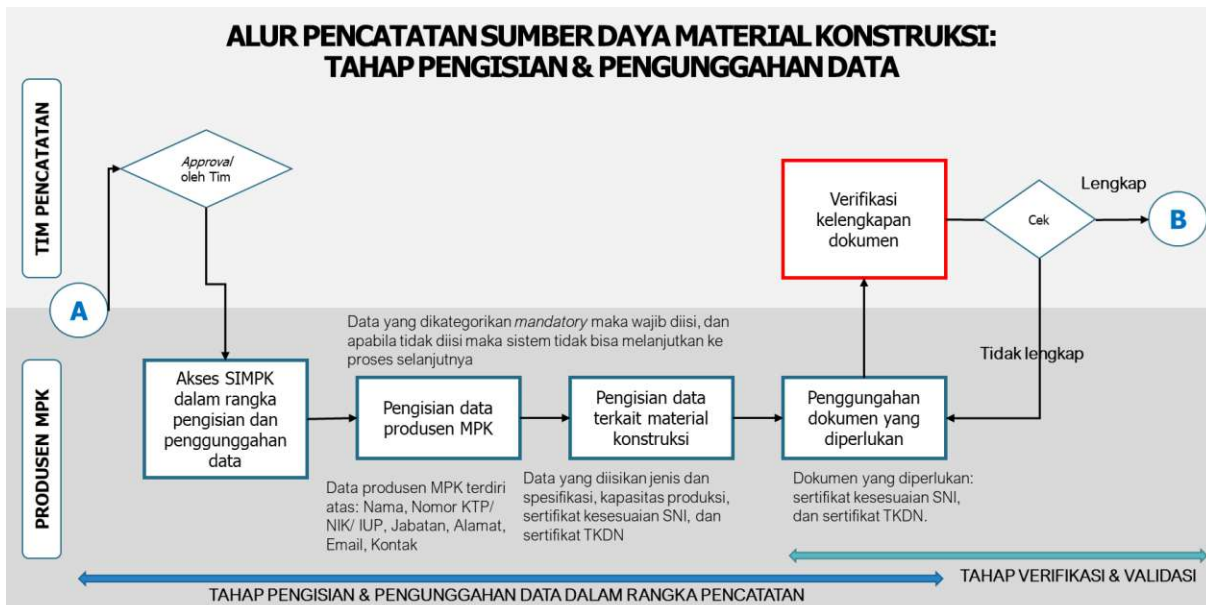 ALUR PENCATATAN SUMBER DAYA MATERIAL KONSTRUKSI:
TAHAP PENGISIAN & PENGUNGGAHAN DATA
TIM PENCATATAN
Approval
oleh Tim
Verifikasi
kelengkapan
dokumen
Cek
Lengkap
B
A
Tidak lengkap
PRODUSEN MPK
Data yang dikategorikan mandatory maka wajib diisi, dan
apabila tidak diisi maka sistem tidak bisa melanjutkan ke
proses selanjutnya
Akses SIMPK
dalam rangka
pengisian dan
penggunggahan
data
Pengisian data
produsen MPK
Pengisian data
terkait material
konstruksi
Penggungahan
dokumen yang
diperlukan
Data produsen MPK terdiri
atas: Nama, Nomor KTP/
NIK/ IUP, Jabatan, Alamat,
Email, Kontak
Data yang diisikan jenis dan
spesifikasi, kapasitas produksi,
sertifikat kesesuaian SNI, dan
sertifikat TKDN
Dokumen yang diperlukan:
sertifikat kesesuaian SNI,
dan sertifikat TKDN.
TAHAP PENGISIAN & PENGUNGGAHAN DATA DALAM RANGKA PENCATATAN
TAHAP VERIFIKASI & VALIDASI